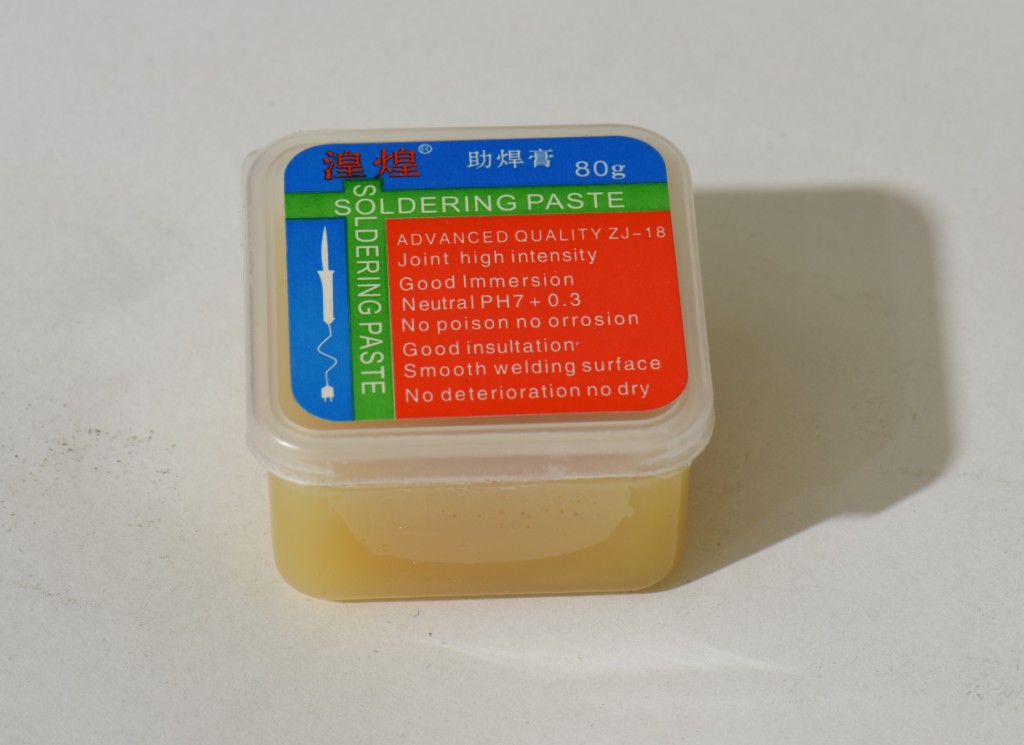 湟煌® 助焊膏 80g
SOLDERING PASTE
SOLDERING PASTE
ADVANCED QUALITY ZJ-18
Joint high intensity
Good Immersion
Neutral PH7 + 0.3
No poison no orrosion
Good insultation
Smooth welding surface
No deterioration no dry